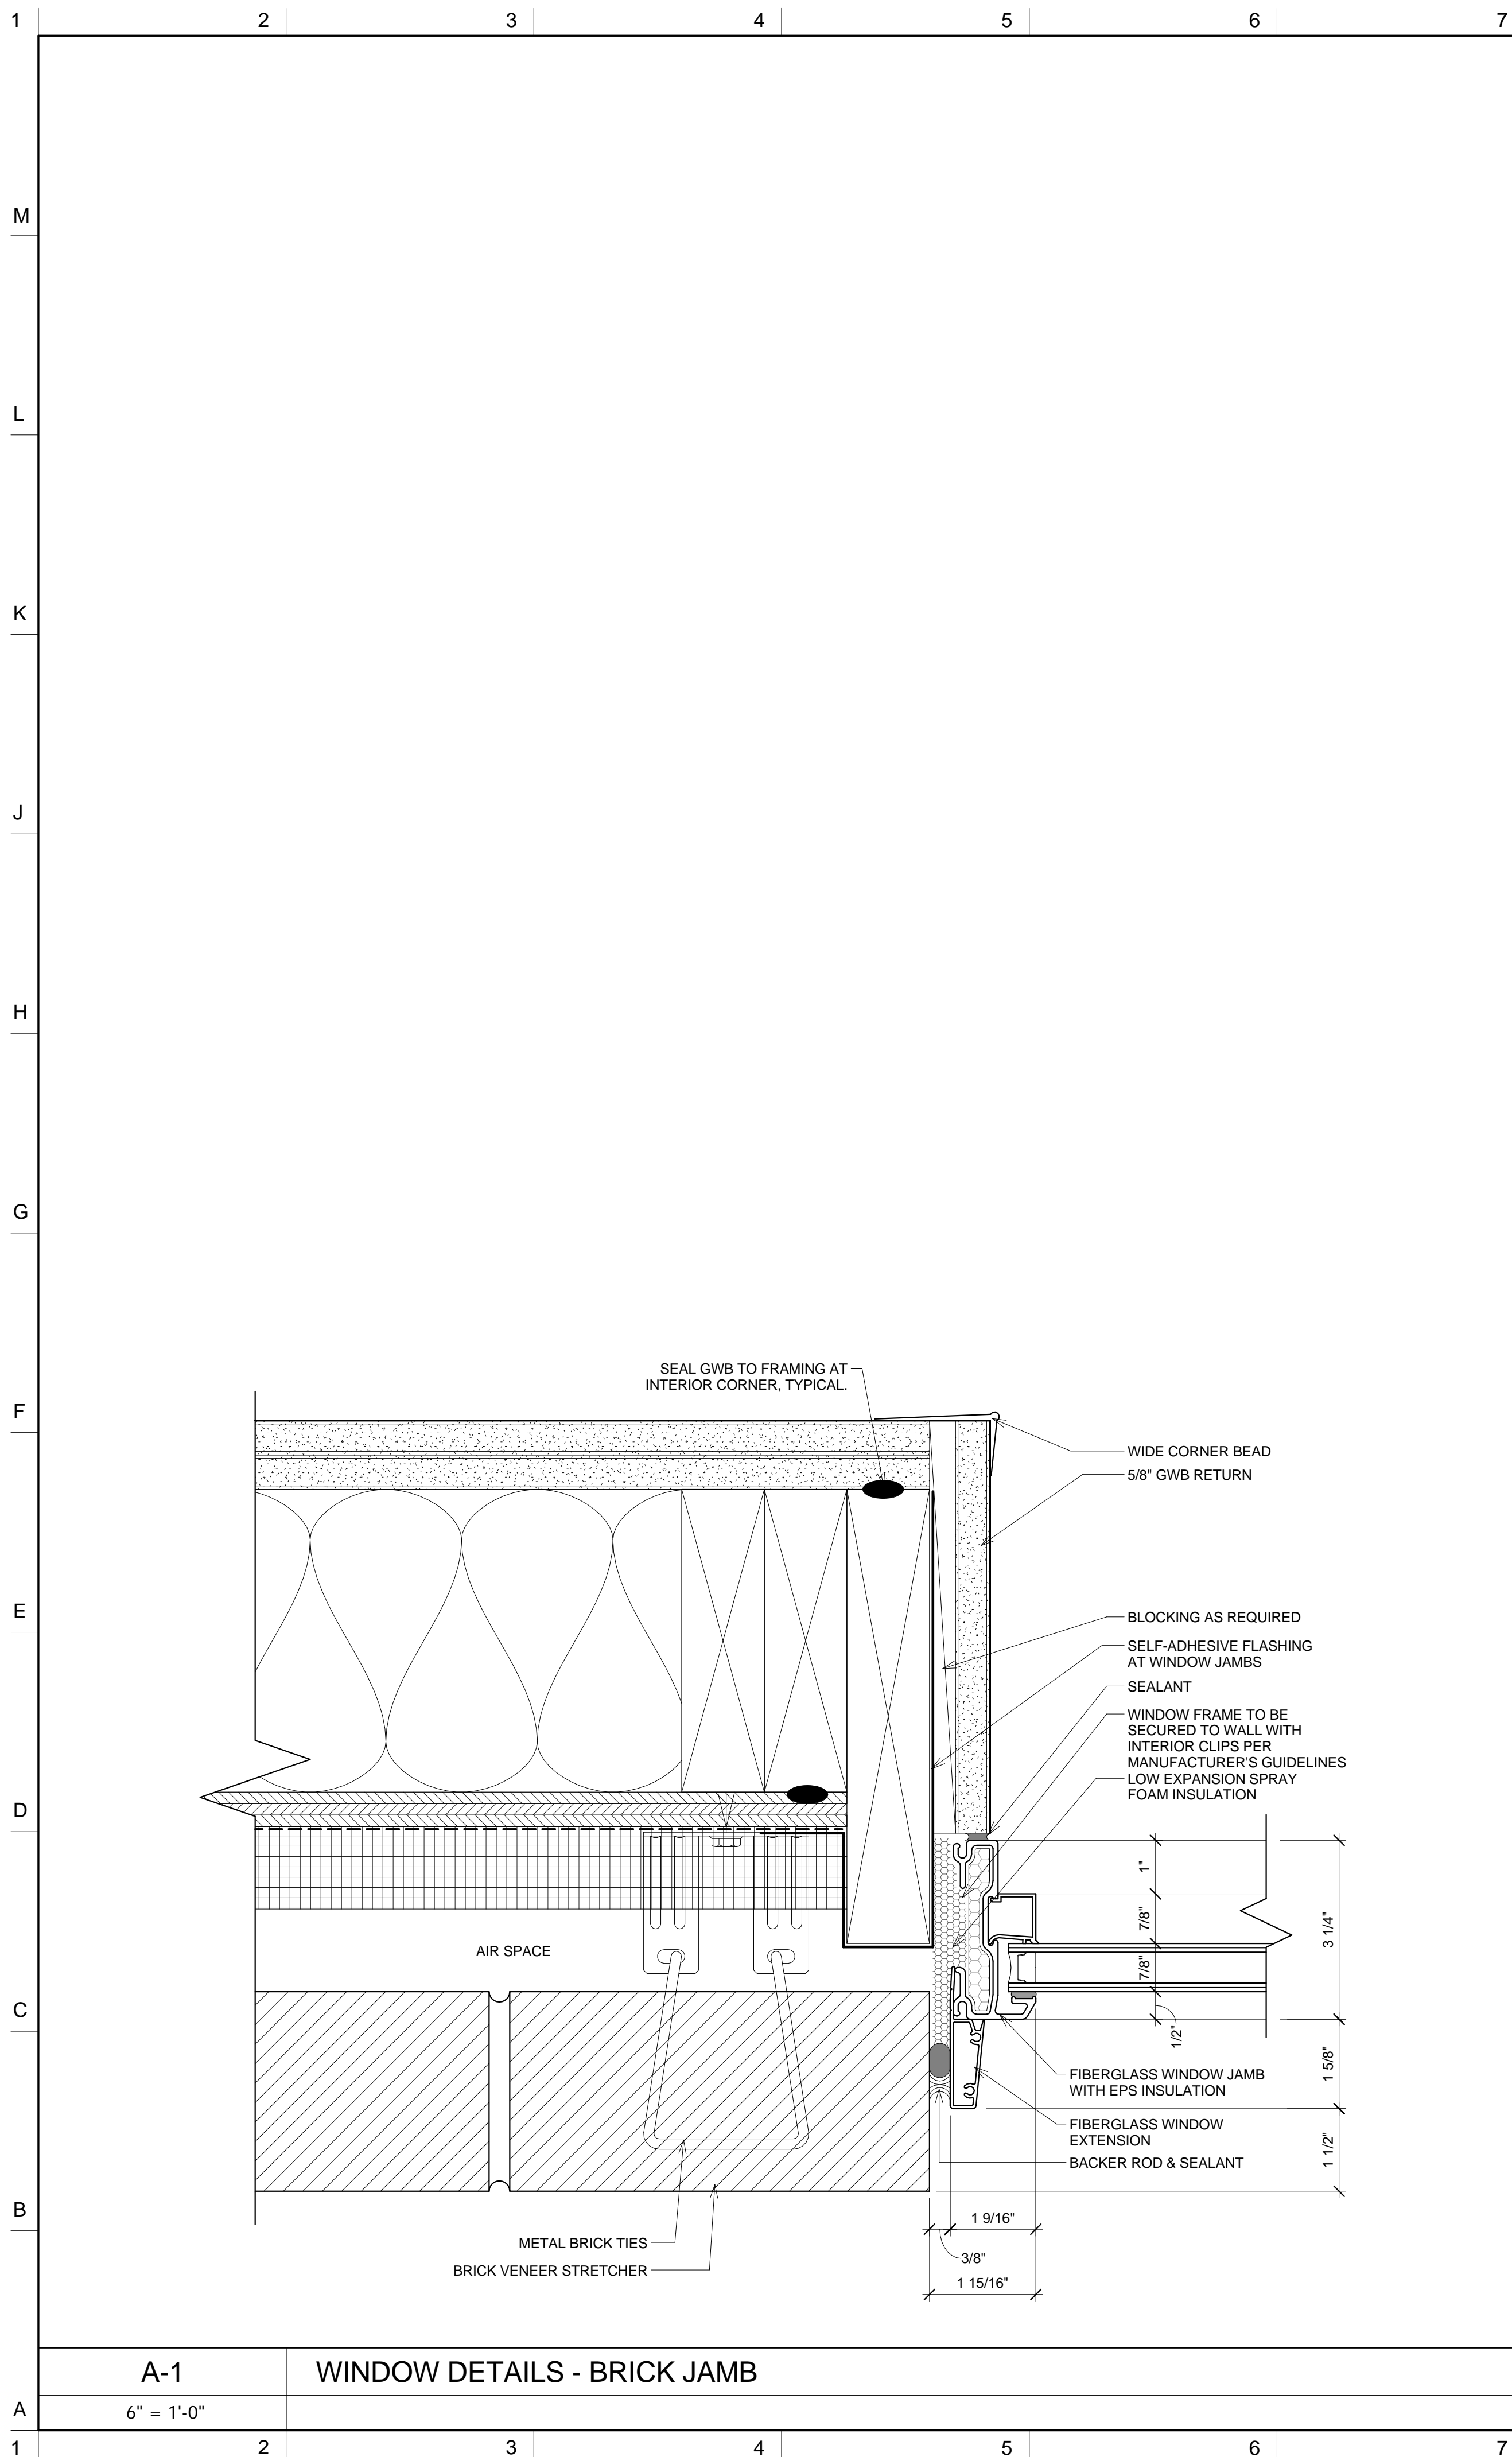 1 2 3 4 5 6 7
M
L
K
J
H
G
F
E
D
C
B
A
SEAL GWB TO FRAMING AT
INTERIOR CORNER, TYPICAL.
WIDE CORNER BEAD
5/8" GWB RETURN
BLOCKING AS REQUIRED
SELF-ADHESIVE FLASHING
AT WINDOW JAMBS
SEALANT
WINDOW FRAME TO BE
SECURED TO WALL WITH
INTERIOR CLIPS PER
MANUFACTURER'S GUIDELINES
LOW EXPANSION SPRAY
FOAM INSULATION
1"
7/8"
7/8"
1/2"
3 1/4"
1 5/8"
1 1/2"
AIR SPACE
FIBERGLASS WINDOW JAMB
WITH EPS INSULATION
FIBERGLASS WINDOW
EXTENSION
BACKER ROD & SEALANT
1 9/16"
3/8"
1 15/16"
METAL BRICK TIES
BRICK VENEER STRETCHER
A-1
WINDOW DETAILS - BRICK JAMB
6" = 1'-0"
1 2 3 4 5 6 7